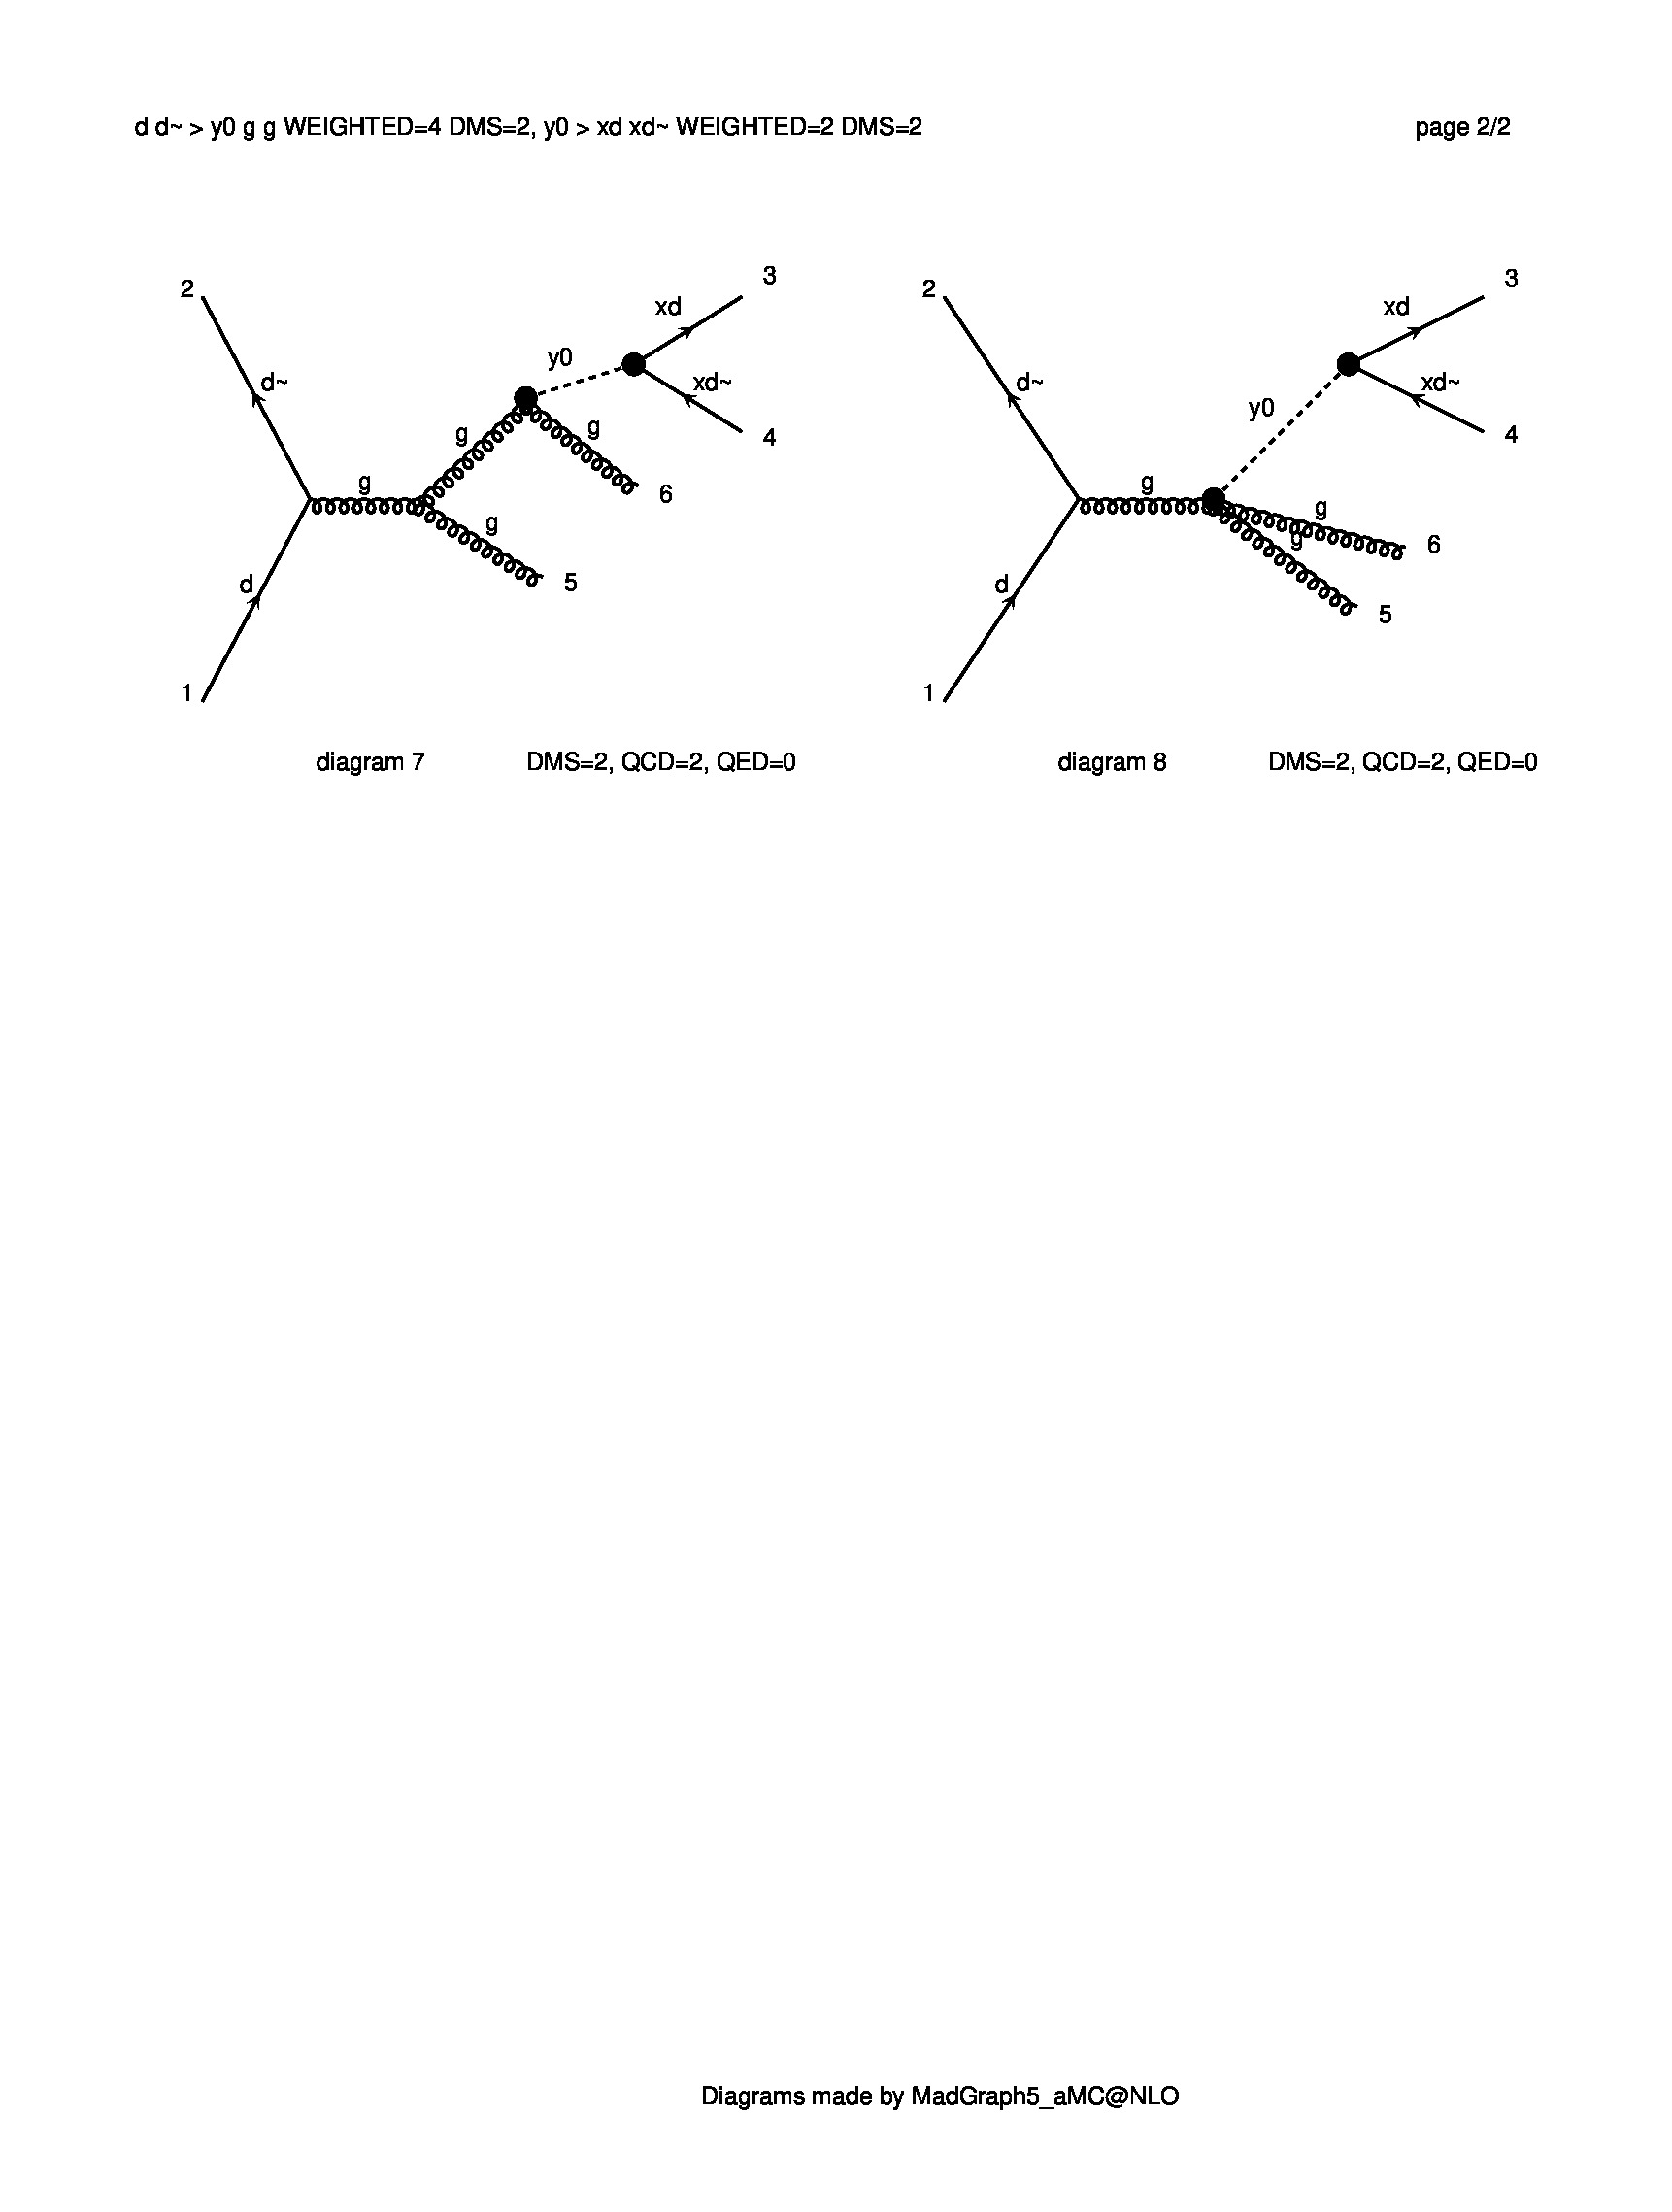 d d~ > y0 g g WEIGHTED=4 DMS=2, y0 > xd xd~ WEIGHTED=2 DMS=2 page 2/2
2
d~
g
d
1
g
y0
xd
3
xd~
4
g
6
g
5
diagram 7 DMS=2, QCD=2, QED=0
2
d~
g
d
1
y0
xd
3
xd~
4
g
6
g
5
diagram 8 DMS=2, QCD=2, QED=0
Diagrams made by MadGraph5_aMC@NLO